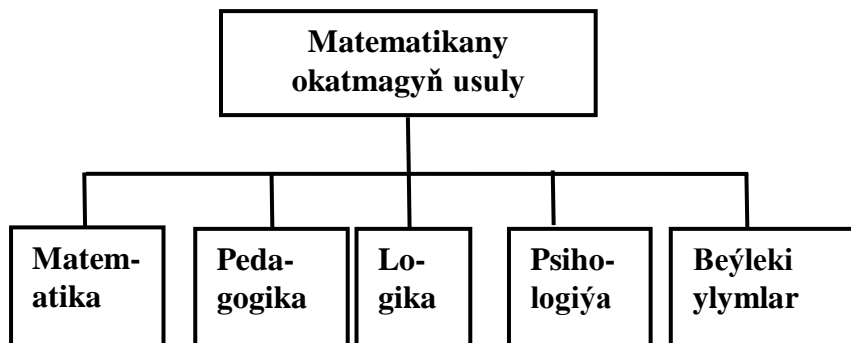 Matematikany
okatmagyň usuly
Matem-
atika
Peda-
gogika
Lo-
gika
Psiho-
logiýa
Beýleki
ylymlar